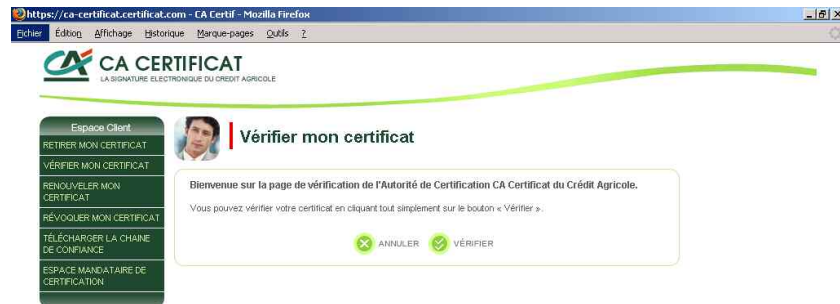 https://ca-certificat.certificat.com - CA Certif - Mozilla Firefox
Fichier Édition Affichage Historique Marque-pages Outils ?
CA CERTIFICAT
LA SIGNATURE ELECTRONIQUE DU CREDIT AGRICOLE
Espace Client
RETIRER MON CERTIFICAT
VÉRIFIER MON CERTIFICAT
RENOUVELER MON
CERTIFICAT
RÉVOQUER MON CERTIFICAT
TÉLÉCHARGER LA CHAINE
DE CONFIANCE
ESPACE MANDATAIRE DE
CERTIFICATION
Vérifier mon certificat
Bienvenue sur la page de vérification de l'Autorité de Certification CA Certificat du Crédit Agricole.
Vous pouvez vérifier votre certificat en cliquant tout simplement sur le bouton « Vérifier ».
ANNULER VÉRIFIER